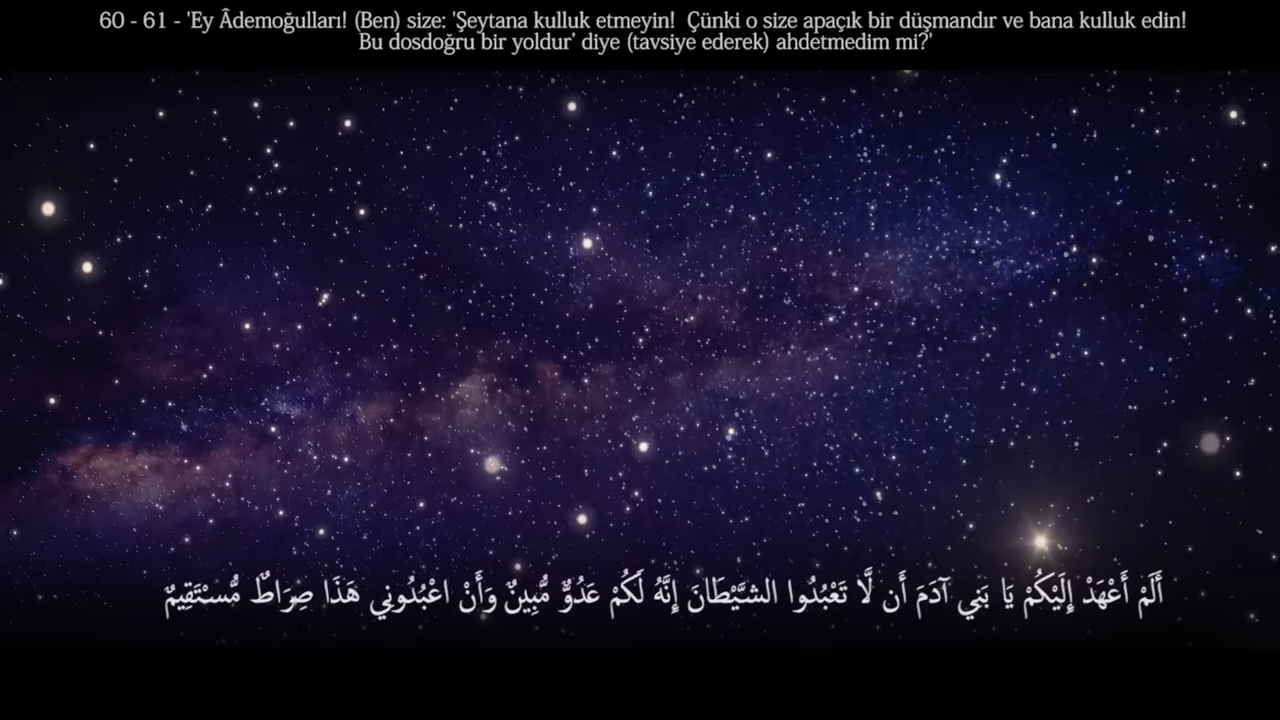 60 - 61 - 'Ey Âdemoğulları! (Ben) size: 'Şeytana kulluk etmeyin!  Çünki o size apaçık bir düşmandır ve bana kulluk edin!
Bu dosdoğru bir yoldur’ diye (tavsiye ederek) ahdetmedim mi?'
أَلَمْ أَعْهَدْ إِلَيْكُمْ يَا بَنِي آدَمَ أَن لَّا تَعْبُدُوا الشَّيْطَانَ إِنَّهُ لَكُمْ عَدُوٌّ مُّبِينٌ وَأَنْ اعْبُدُونِي هَذَا صِرَاطٌ مُّسْتَقِيمٌ